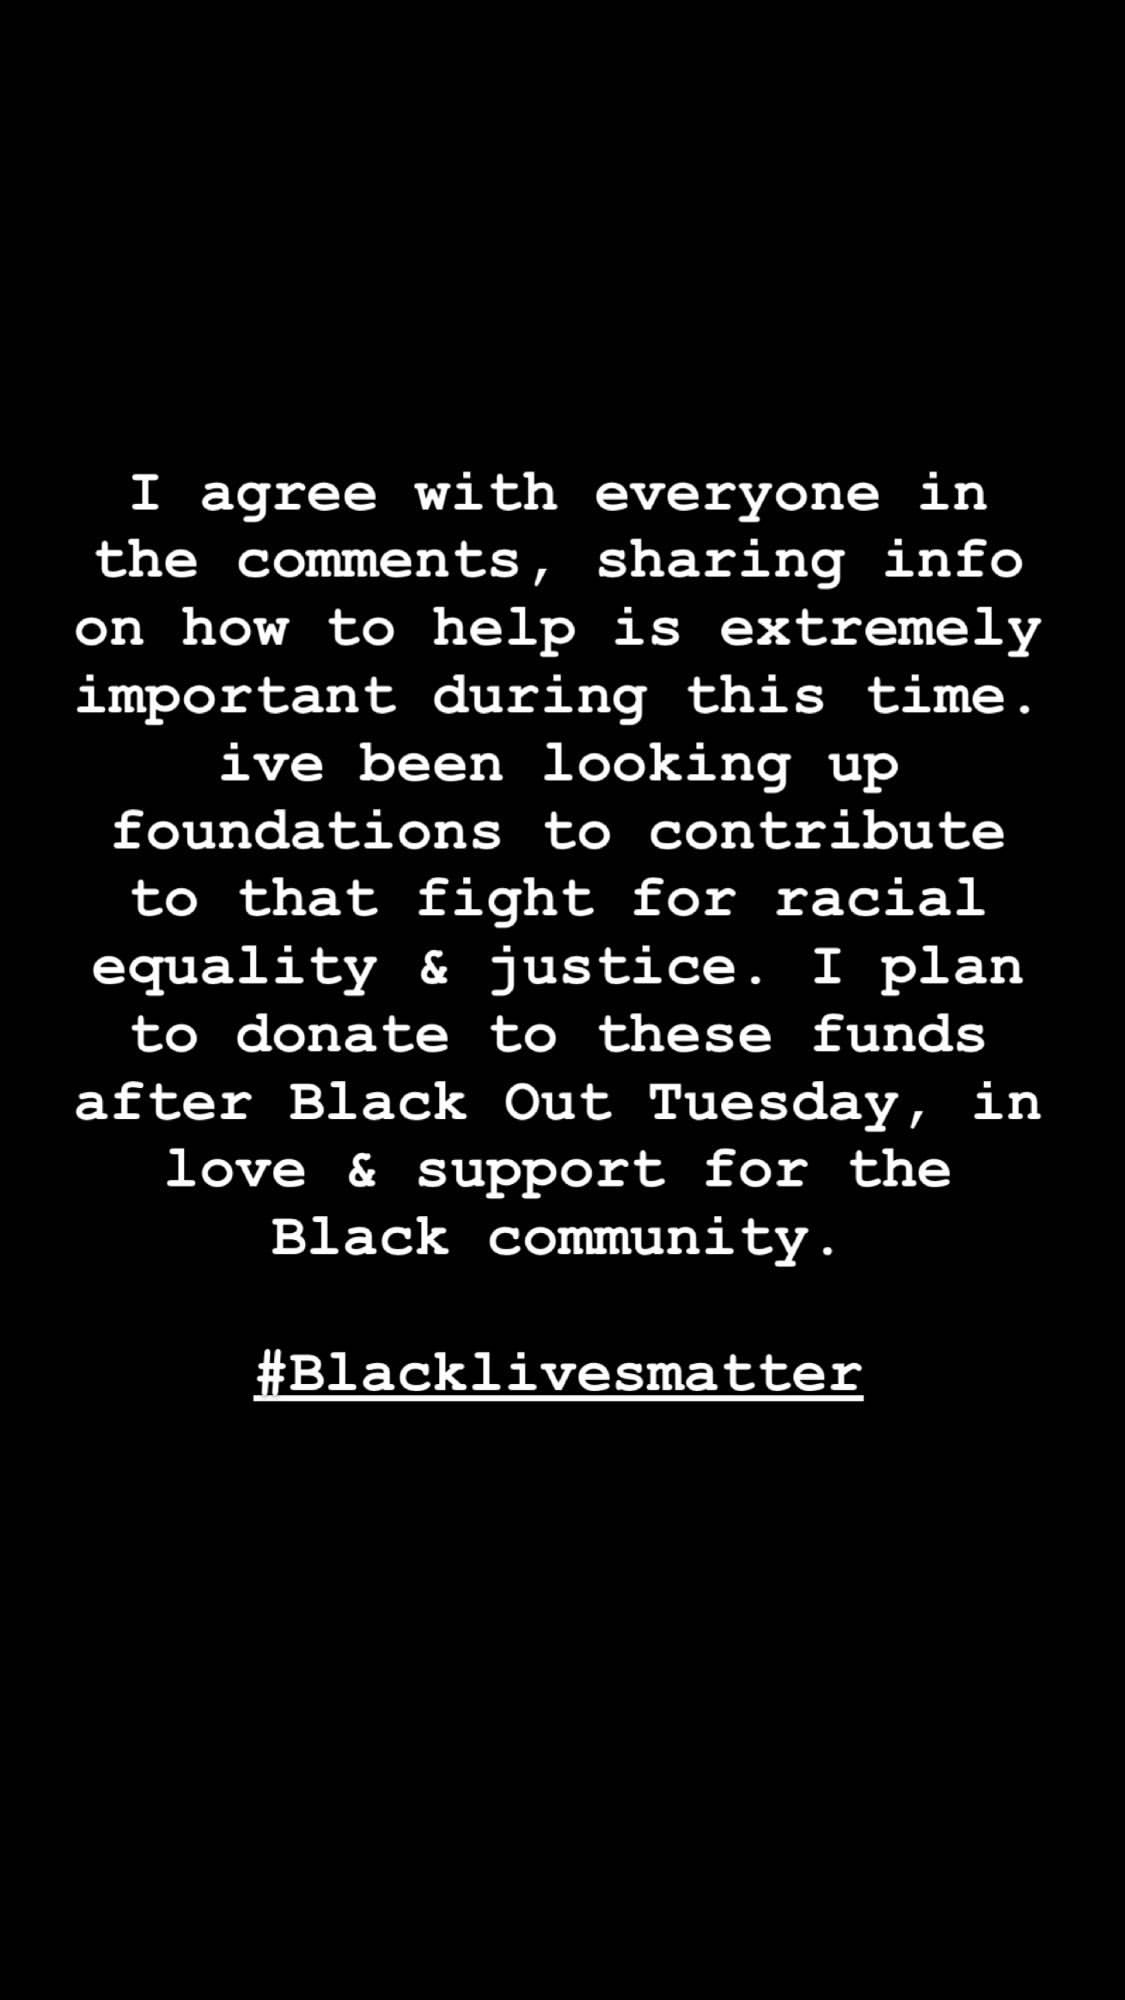 I agree with everyone in
the comments, sharing info
on how to help is extremely
important during this time.
ive been looking up
foundations to contribute
to that fight for racial
equality & justice. I plan
to donate to these funds
after Black Out Tuesday, in
love & support for the
Black community.
#Blacklivesmatter